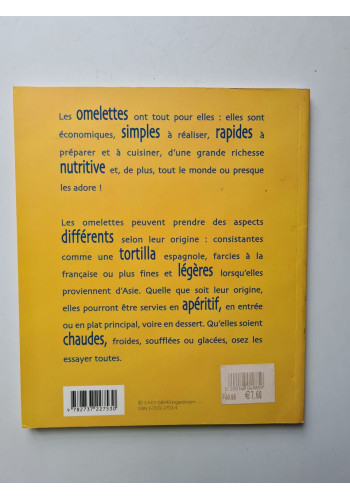 Les omelettes ont tout pour elles : elles sont
économiques, simples à réaliser, rapides à
préparer et à cuisiner, d'une grande richesse
nutritive et, de plus, tout le monde ou presque
les adore !
Les omelettes peuvent prendre des aspects
différents selon leur origine : consistantes
comme une tortilla espagnole, farcies à la
française ou plus fines et légères lorsqu'elles
proviennent d'Asie. Quelle que soit leur origine,
elles pourront être servies en apéritif, en entrée
ou en plat principal, voire en dessert. Qu'elles soient
chaudes, froides, soufflées ou glacées, osez les
essayer toutes.
9 782737 227530
€7.60